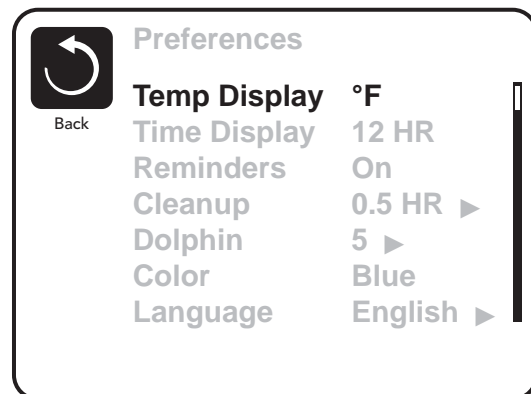 Preferences
Back
Temp Display °F
Time Display 12 HR
Reminders On
Cleanup 0.5 HR ▶
Dolphin 5 ▶
Color Blue
Language English ▶